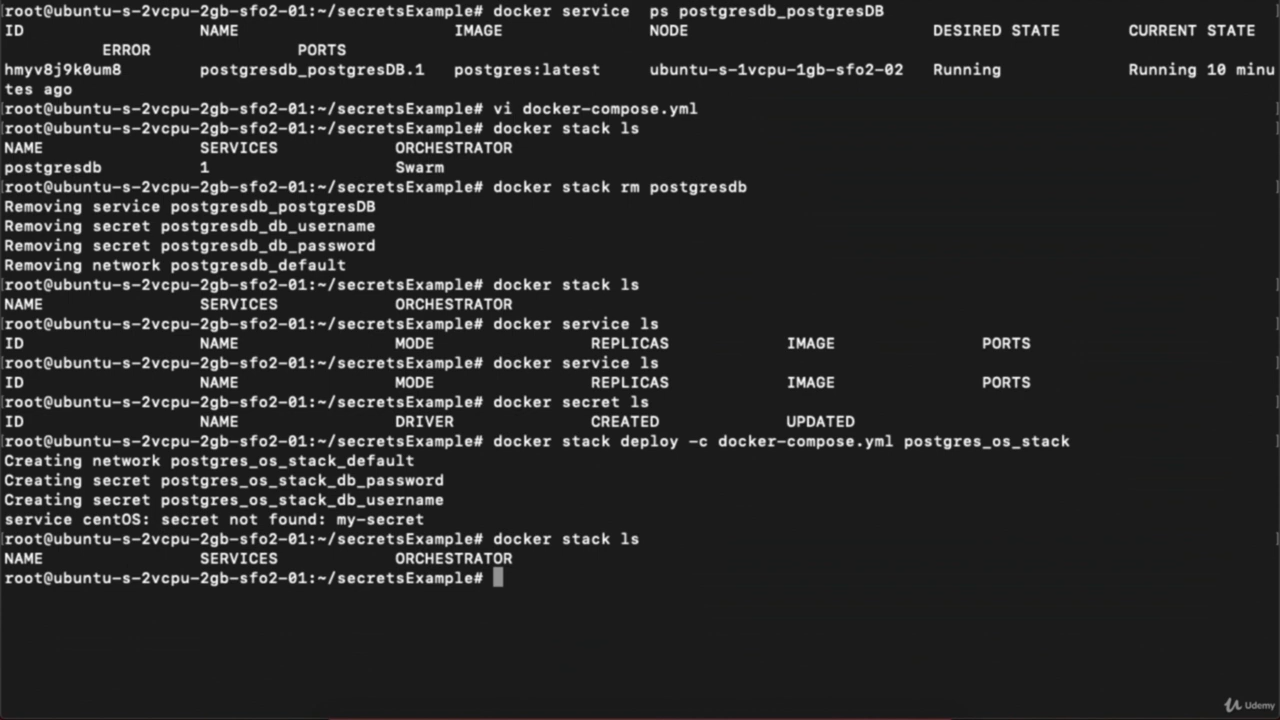 root@ubuntu-s-2vcpu-2gb-sfo2-01:~/secretsExample# docker service  ps postgresdb_postgresDB
ID NAME IMAGE NODE DESIRED STATE CURRENT STATE
ERROR PORTS
hmyv8j9k0um8 postgresdb_postgresDB.1 postgres:latest ubuntu-s-1vcpu-1gb-sfo2-02 Running Running 10 minu
tes ago
root@ubuntu-s-2vcpu-2gb-sfo2-01:~/secretsExample# vi docker-compose.yml
root@ubuntu-s-2vcpu-2gb-sfo2-01:~/secretsExample# docker stack ls
NAME SERVICES ORCHESTRATOR
postgresdb 1 Swarm
root@ubuntu-s-2vcpu-2gb-sfo2-01:~/secretsExample# docker stack rm postgresdb
Removing service postgresdb_postgresDB
Removing secret postgresdb_db_username
Removing secret postgresdb_db_password
Removing network postgresdb_default
root@ubuntu-s-2vcpu-2gb-sfo2-01:~/secretsExample# docker stack ls
NAME SERVICES ORCHESTRATOR
root@ubuntu-s-2vcpu-2gb-sfo2-01:~/secretsExample# docker service ls
ID NAME MODE REPLICAS IMAGE PORTS
root@ubuntu-s-2vcpu-2gb-sfo2-01:~/secretsExample# docker service ls
ID NAME MODE REPLICAS IMAGE PORTS
root@ubuntu-s-2vcpu-2gb-sfo2-01:~/secretsExample# docker secret ls
ID NAME DRIVER CREATED UPDATED
root@ubuntu-s-2vcpu-2gb-sfo2-01:~/secretsExample# docker stack deploy -c docker-compose.yml postgres_os_stack
Creating network postgres_os_stack_default
Creating secret postgres_os_stack_db_password
Creating secret postgres_os_stack_db_username
service centOS: secret not found: my-secret
root@ubuntu-s-2vcpu-2gb-sfo2-01:~/secretsExample# docker stack ls
NAME SERVICES ORCHESTRATOR
root@ubuntu-s-2vcpu-2gb-sfo2-01:~/secretsExample#
Udemy